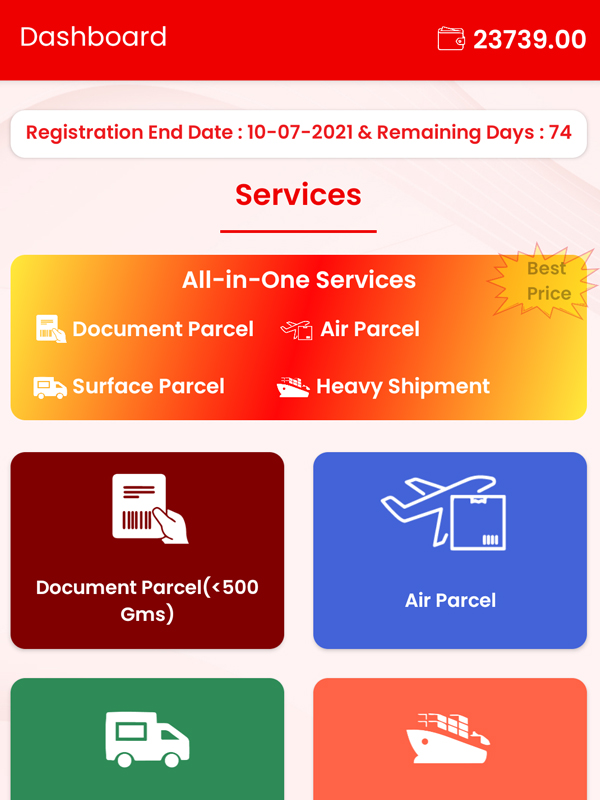 Dashboard
23739.00
Registration End Date : 10-07-2021 & Remaining Days : 74
Services
All-in-One Services
Best
Price
Document Parcel
Air Parcel
Surface Parcel
Heavy Shipment
Document Parcel(<500
Gms)
Air Parcel